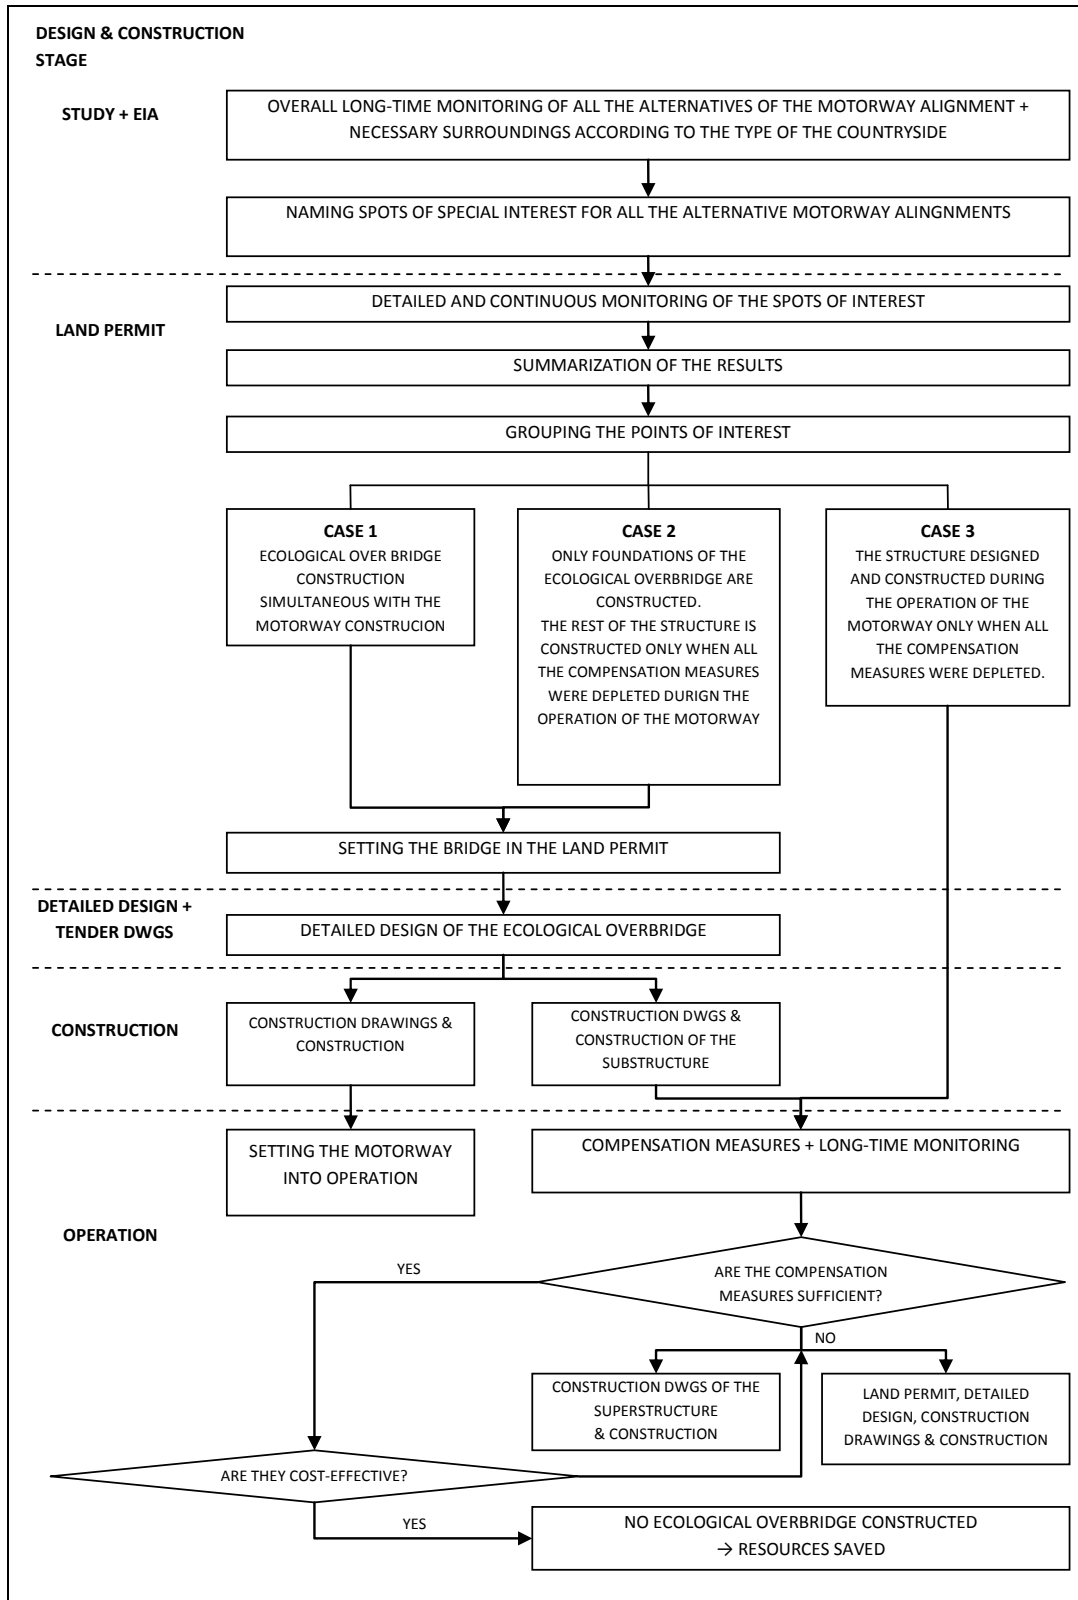 DESIGN & CONSTRUCTION
STAGE
STUDY + EIA
OVERALL LONG-TIME MONITORING OF ALL THE ALTERNATIVES OF THE MOTORWAY ALIGNMENT +
NECESSARY SURROUNDINGS ACCORDING TO THE TYPE OF THE COUNTRYSIDE
NAMING SPOTS OF SPECIAL INTEREST FOR ALL THE ALTERNATIVE MOTORWAY ALINGNMENTS
LAND PERMIT
DETAILED AND CONTINUOUS MONITORING OF THE SPOTS OF INTEREST
SUMMARIZATION OF THE RESULTS
GROUPING THE POINTS OF INTEREST
CASE 1
ECOLOGICAL OVER BRIDGE
CONSTRUCTION
SIMULTANEOUS WITH THE
MOTORWAY CONSTRUCION
CASE 2
ONLY FOUNDATIONS OF THE
ECOLOGICAL OVERBRIDGE ARE
CONSTRUCTED.
THE REST OF THE STRUCTURE IS
CONSTRUCTED ONLY WHEN ALL
THE COMPENSATION MEASURES
WERE DEPLETED DURIGN THE
OPERATION OF THE MOTORWAY
CASE 3
THE STRUCTURE DESIGNED
AND CONSTRUCTED DURING
THE OPERATION OF THE
MOTORWAY ONLY WHEN ALL
THE COMPENSATION
MEASURES WERE DEPLETED.
SETTING THE BRIDGE IN THE LAND PERMIT
DETAILED DESIGN +
TENDER DWGS
DETAILED DESIGN OF THE ECOLOGICAL OVERBRIDGE
CONSTRUCTION
CONSTRUCTION DRAWINGS &
CONSTRUCTION
CONSTRUCTION DWGS &
CONSTRUCTION OF THE
SUBSTRUCTURE
OPERATION
SETTING THE MOTORWAY
INTO OPERATION
COMPENSATION MEASURES + LONG-TIME MONITORING
ARE THE COMPENSATION
MEASURES SUFFICIENT?
YES
NO
CONSTRUCTION DWGS OF THE
SUPERSTRUCTURE
& CONSTRUCTION
LAND PERMIT, DETAILED
DESIGN, CONSTRUCTION
DRAWINGS & CONSTRUCTION
ARE THEY COST-EFFECTIVE?
YES
NO ECOLOGICAL OVERBRIDGE CONSTRUCTED
→ RESOURCES SAVED